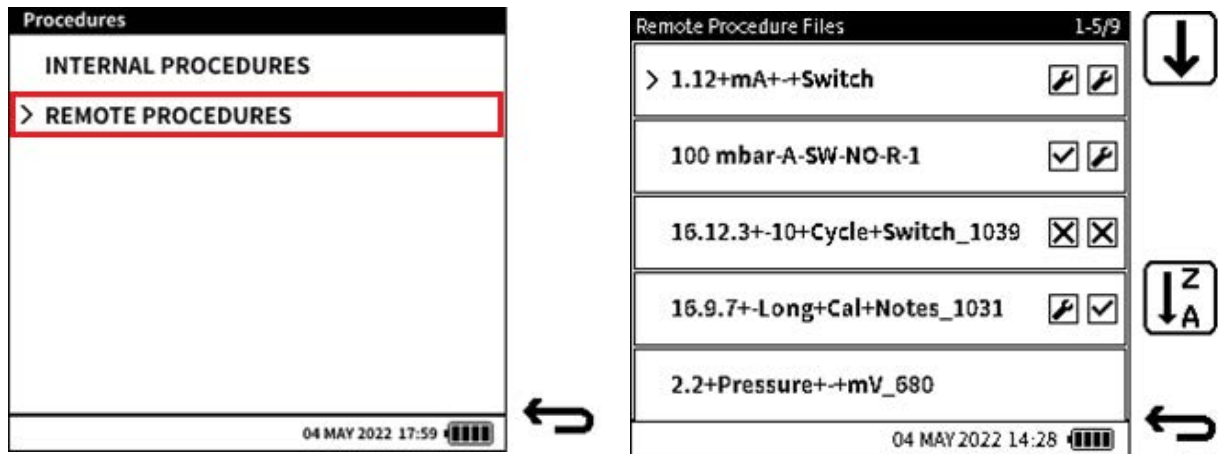 Procedures
INTERNAL PROCEDURES
> REMOTE PROCEDURES
04 MAY 2022 17:59
Remote Procedure Files 1-5/9
> 1.12+mA+-+Switch
100 mbar-A-SW-NO-R-1
16.12.3+-10+Cycle+Switch_1039
16.9.7+-Long+Cal+Notes_1031
2.2+Pressure+-+mV_680
04 MAY 2022 14:28
Z
A